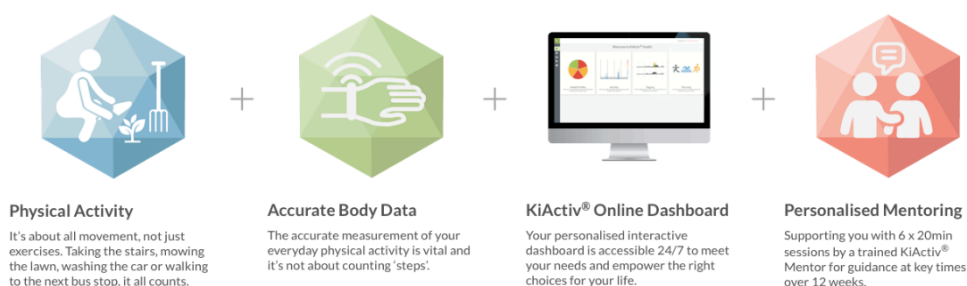 Physical Activity
It's about all movement, not just
exercises. Taking the stairs, mowing
the lawn, washing the car or walking
to the next bus stop, it all counts.
Accurate Body Data
The accurate measurement of your
everyday physical activity is vital and
it's not about counting 'steps'.
KiActiv® Online Dashboard
Your personalised interactive
dashboard is accessible 24/7 to meet
your needs and empower the right
choices for your life.
Personalised Mentoring
Supporting you with 6 x 20min
sessions by a trained KiActiv®
Mentor for guidance at key times
over 12 weeks.